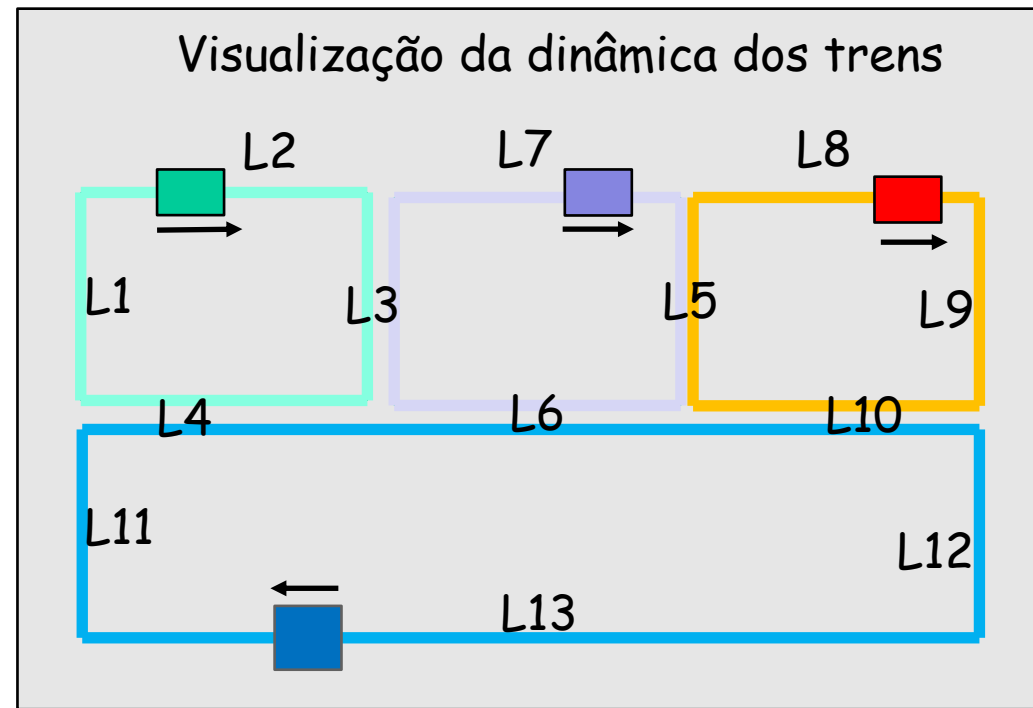 Visualização da dinâmica dos trens
L2 L7 L8
L1 L3 L5 L9
L4 L6 L10
L11 L12
L13